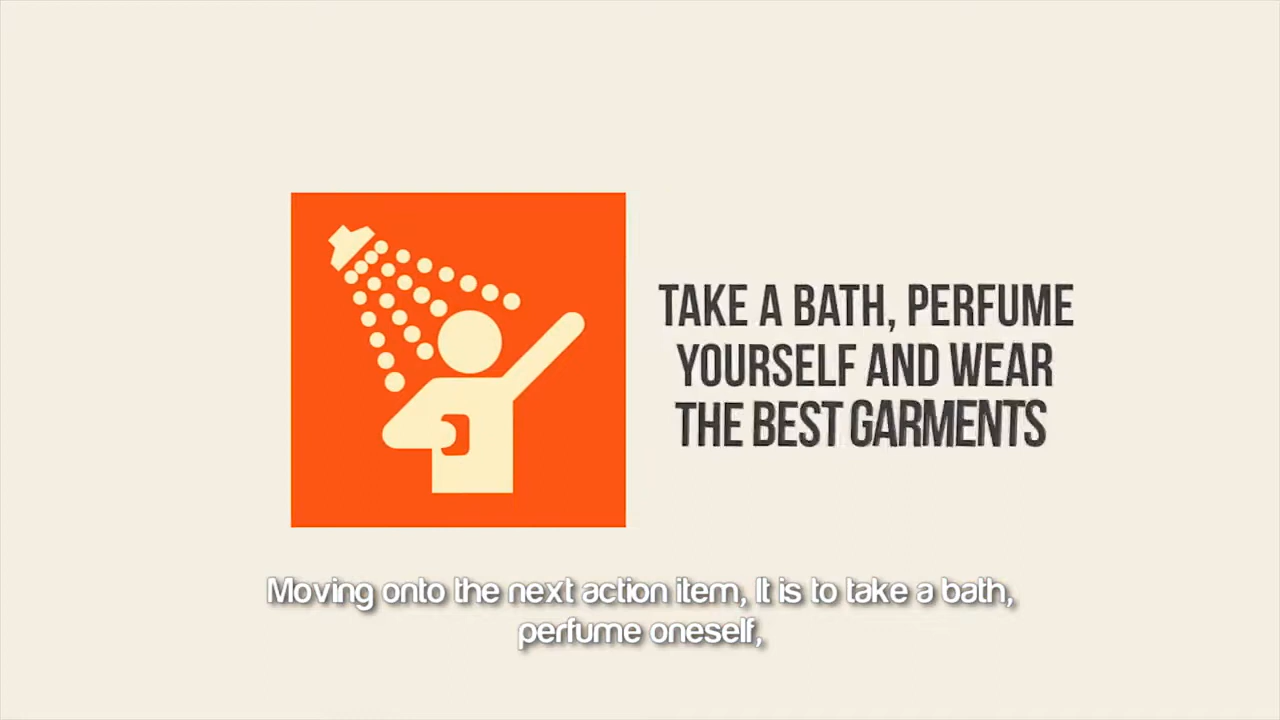 TAKE A BATH, PERFUME
YOURSELF AND WEAR
THE BEST GARMENTS
Moving onto the next action item, It is to take a bath,
perfume oneself,